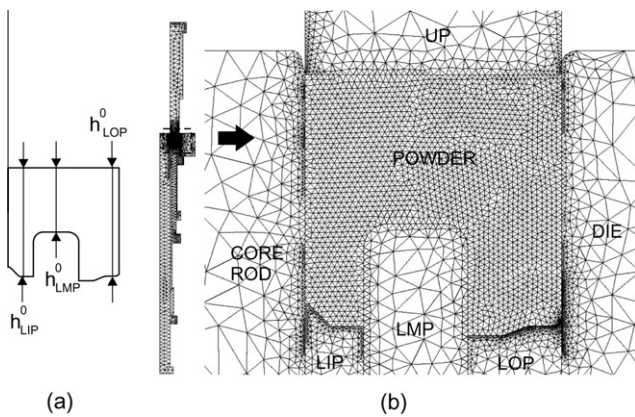 UP
h⁰LOP
POWDER
CORE
ROD
DIE
h⁰LMP
h⁰LIP
LMP
LIP
LOP
(a)
(b)